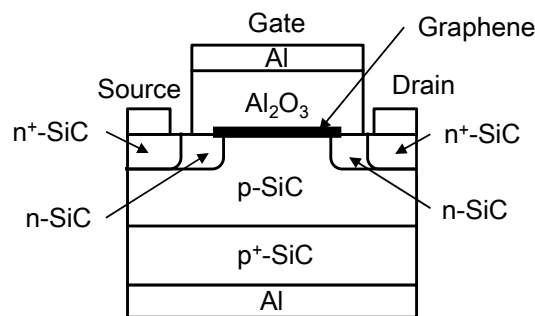 Gate
Graphene
Al
Source
Drain
Al₂O₃
n⁺-SiC
n⁺-SiC
p-SiC
n-SiC
n-SiC
p⁺-SiC
Al